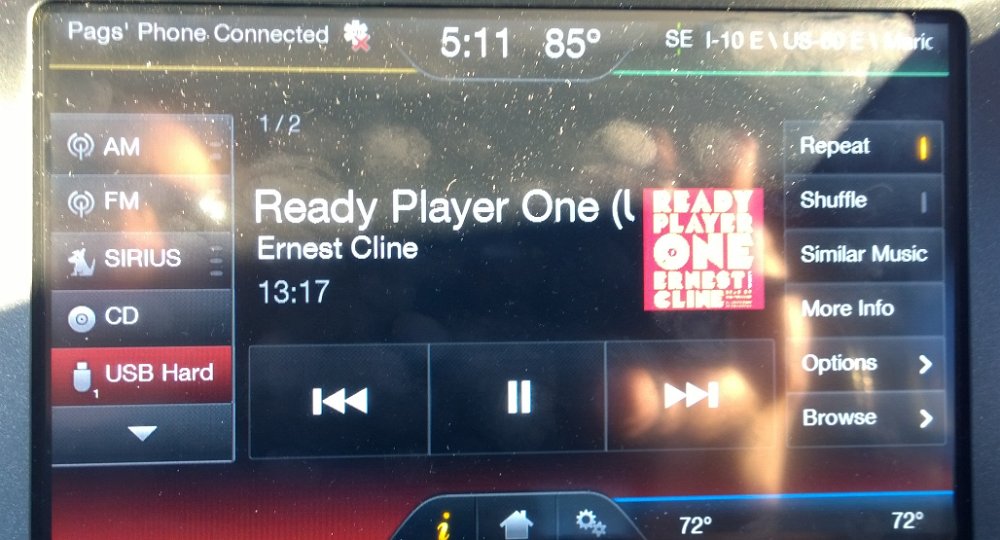 Pags' Phone Connected
5:11 85°
SE I-10 E \ US-60 E \
1 / 2
AM
FM
SIRIUS
CD
USB Hard
1
Ready Player One (
Ernest Cline
13:17
READY
PLAYER
ONE
ERNEST
CLINE
Repeat
Shuffle
Similar Music
More Info
Options
Browse
i
72°
72°